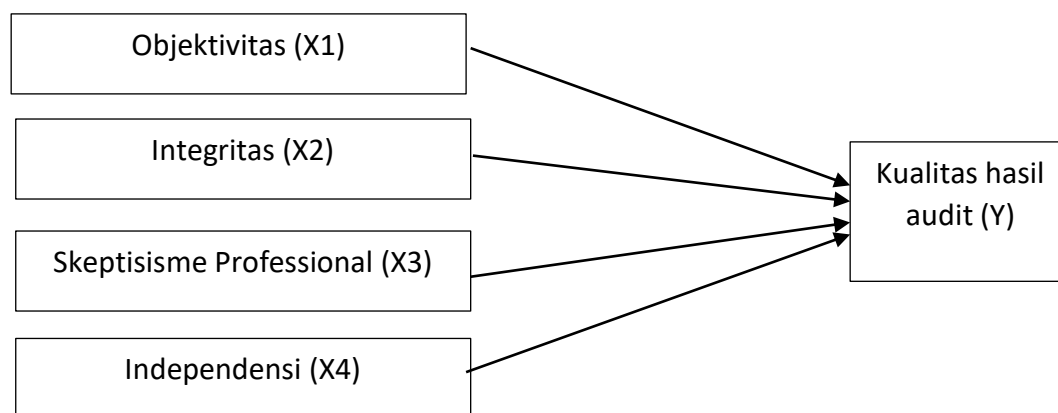 Objektivitas (X1)
Integritas (X2)
Skeptisisme Professional (X3)
Independensi (X4)
Kualitas hasil
audit (Y)